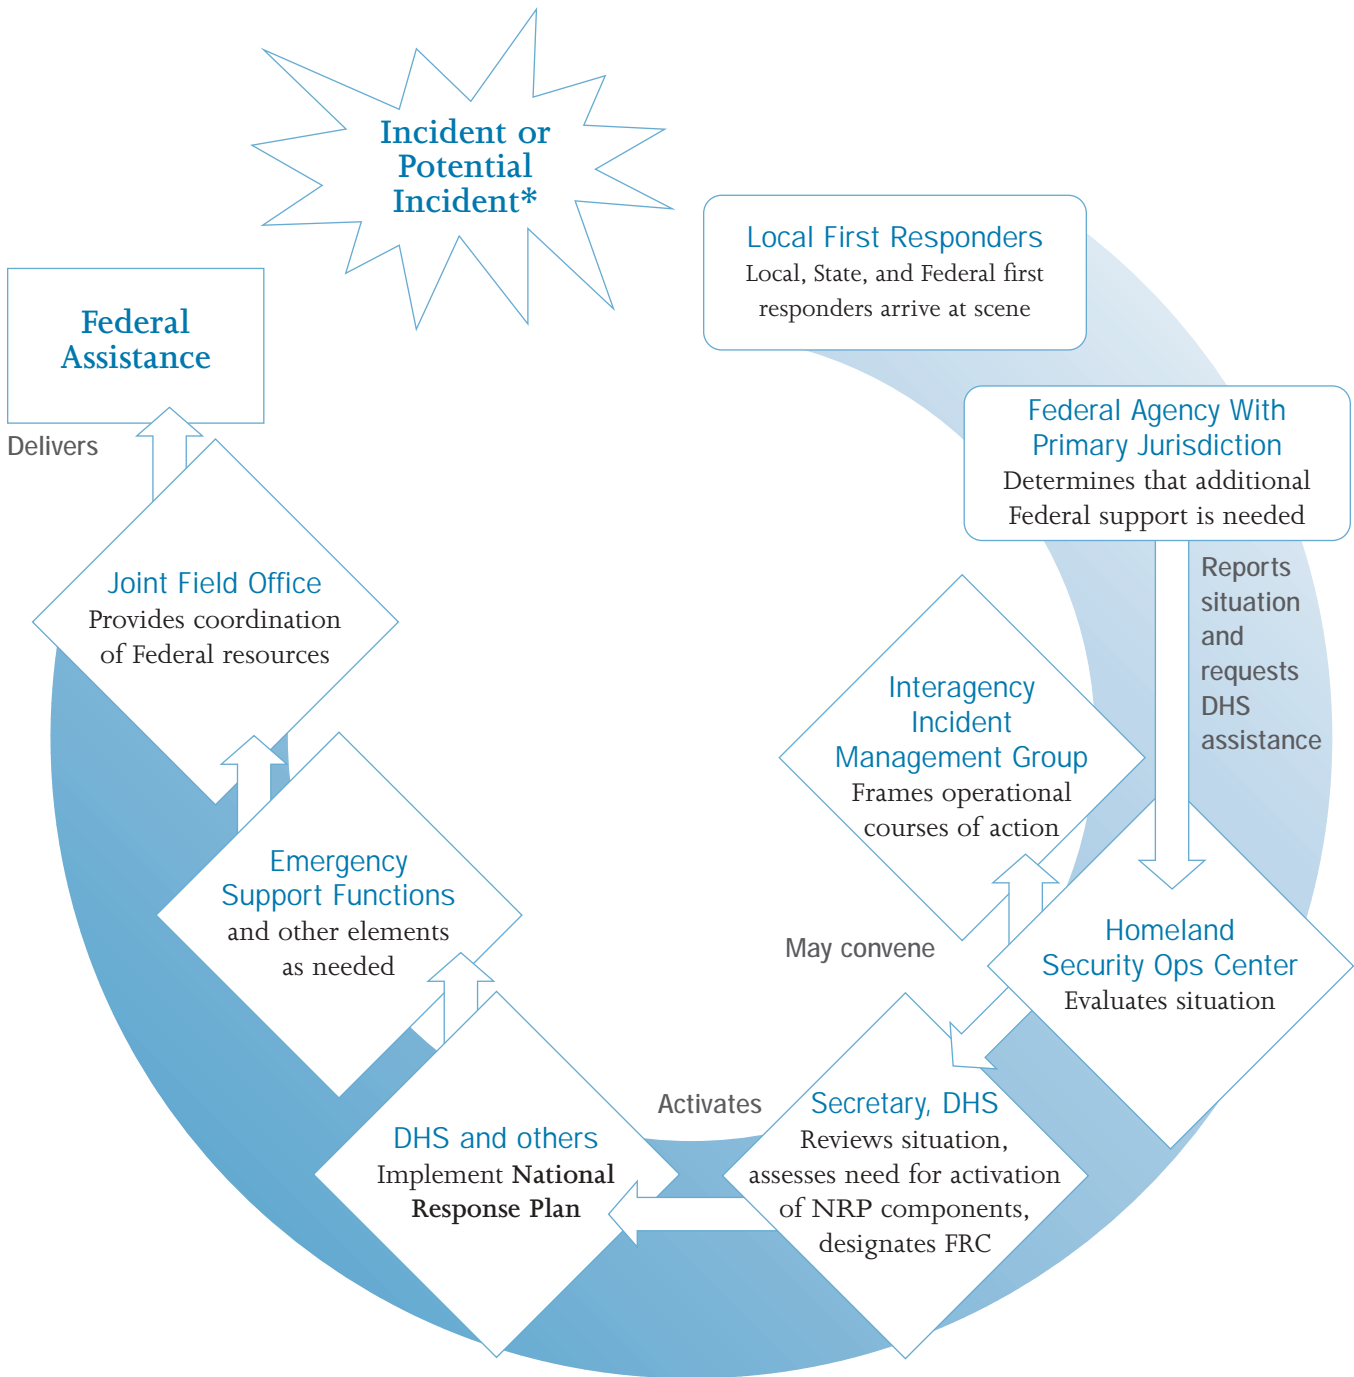 Incident or
Potential
Incident*
Local First Responders
Local, State, and Federal first
responders arrive at scene
Federal Agency With
Primary Jurisdiction
Determines that additional
Federal support is needed
Reports
situation
and
requests
DHS
assistance
Homeland
Security Ops Center
Evaluates situation
Interagency
Incident
Management Group
Frames operational
courses of action
May convene
Secretary, DHS
Reviews situation,
assesses need for activation
of NRP components,
designates FRC
Activates
DHS and others
Implement National
Response Plan
Emergency
Support Functions
and other elements
as needed
Joint Field Office
Provides coordination
of Federal resources
Delivers
Federal
Assistance